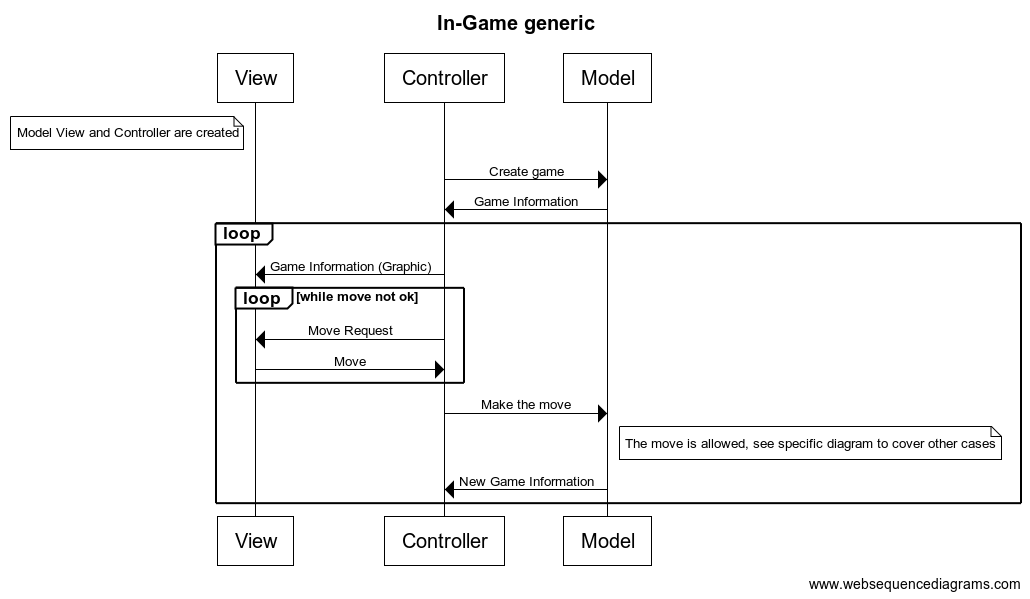 In-Game generic
View
Controller
Model
Model View and Controller are created
Create game
Game Information
loop
Game Information (Graphic)
loop
[while move not ok]
Move Request
Move
Make the move
The move is allowed, see specific diagram to cover other cases
New Game Information
View
Controller
Model
www.websequencediagrams.com